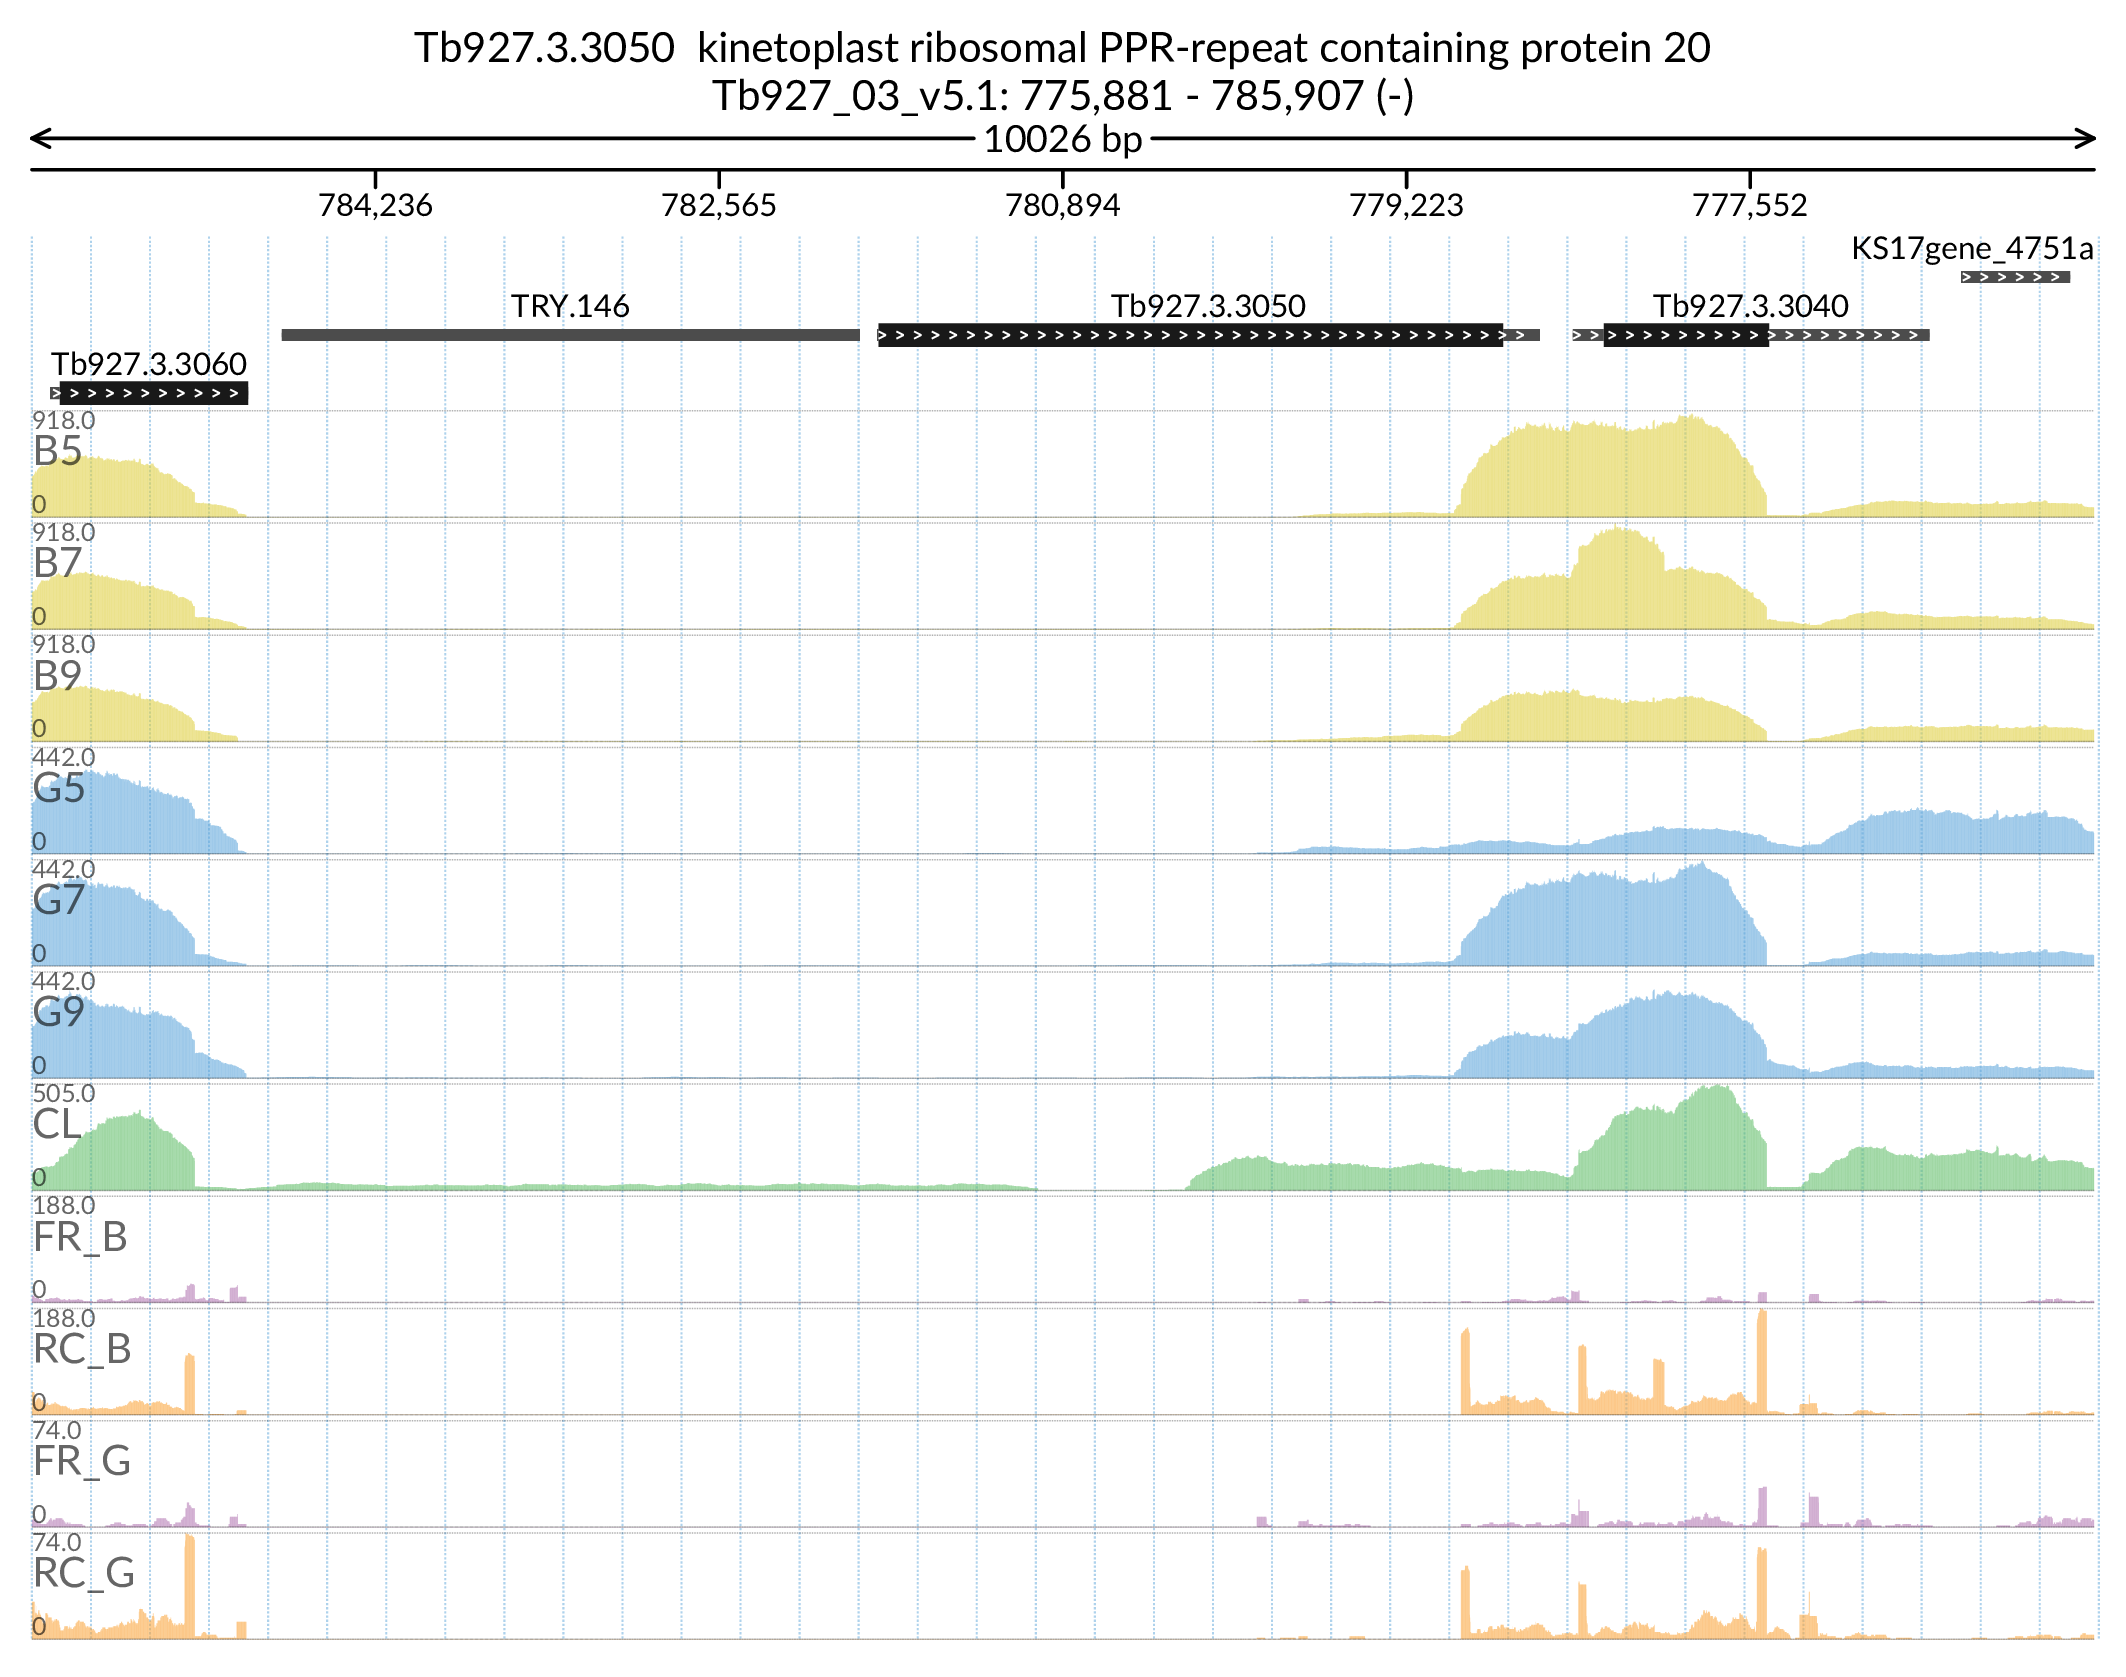 Tb927.3.3050  kinetoplast ribosomal PPR-repeat containing protein 20
Tb927_03_v5.1: 775,881 - 785,907 (-)
10026 bp
784,236 782,565 780,894 779,223 777,552
KS17gene_4751a
TRY.146 Tb927.3.3050 Tb927.3.3040
Tb927.3.3060
918.0
B5
0
918.0
B7
0
918.0
B9
0
442.0
G5
0
442.0
G7
0
442.0
G9
0
505.0
CL
0
188.0
FR_B
0
188.0
RC_B
0
74.0
FR_G
0
74.0
RC_G
0